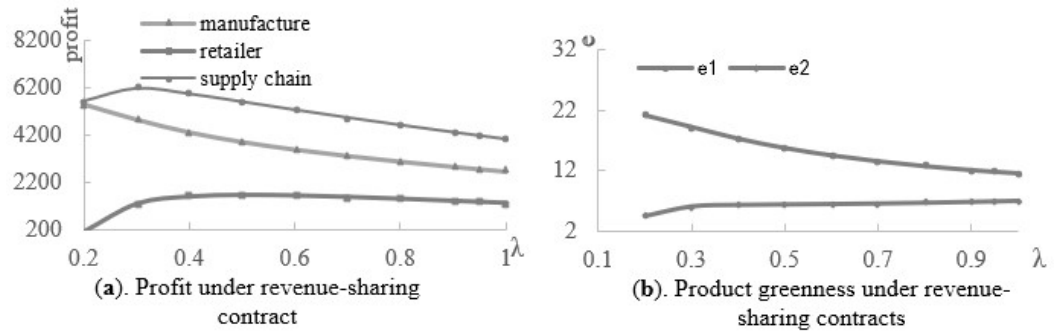 profit
8200
6200
4200
2200
200
manufacture
retailer
supply chain
0.2
0.4
0.6
0.8
1
λ
(a). Profit under revenue-sharing
contract
e
32
22
12
2
e1
e2
0.1
0.3
0.5
0.7
0.9
λ
(b). Product greenness under revenue-
sharing contracts